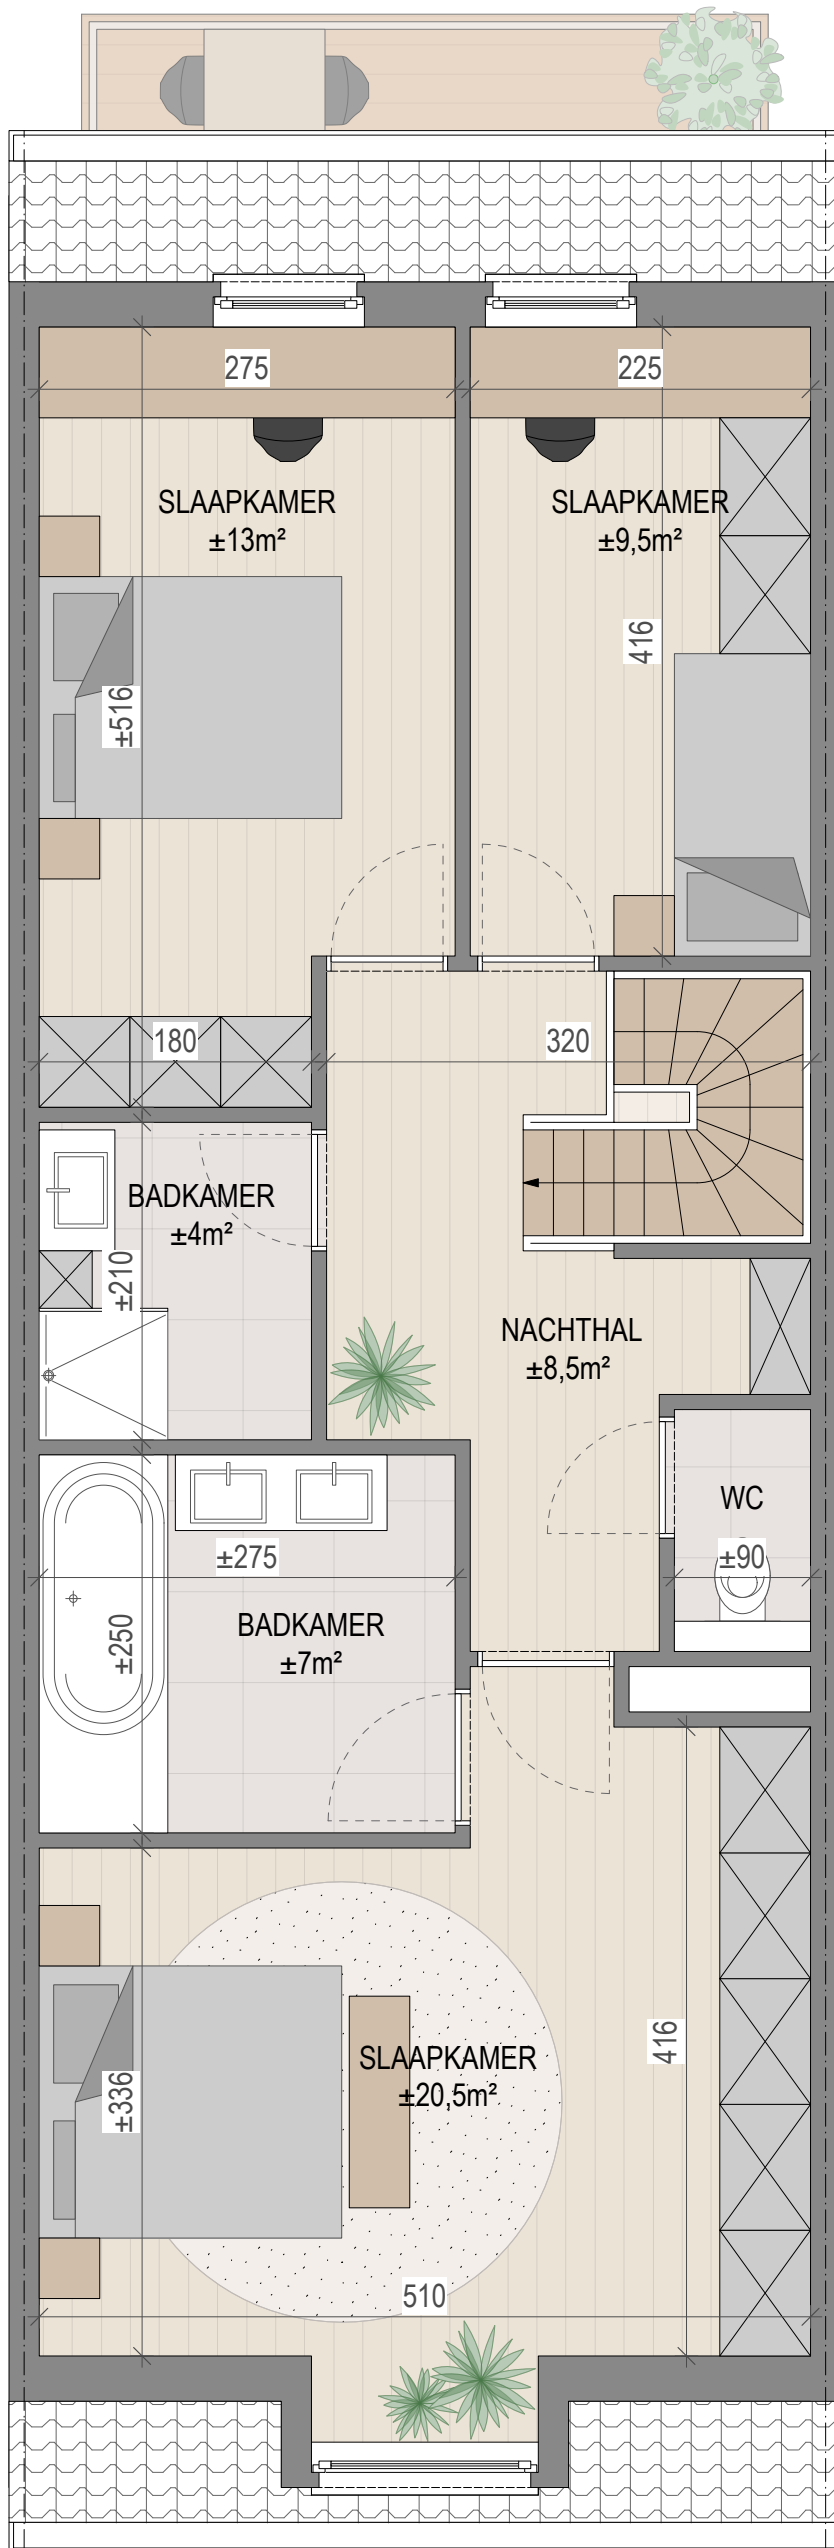 275
225
SLAAPKAMER
±13m²
SLAAPKAMER
±9,5m²
416
±516
180
320
BADKAMER
±4m²
±210
NACHTHAL
±8,5m²
WC
±90
±275
±250
BADKAMER
±7m²
416
SLAAPKAMER
±20,5m²
±336
510